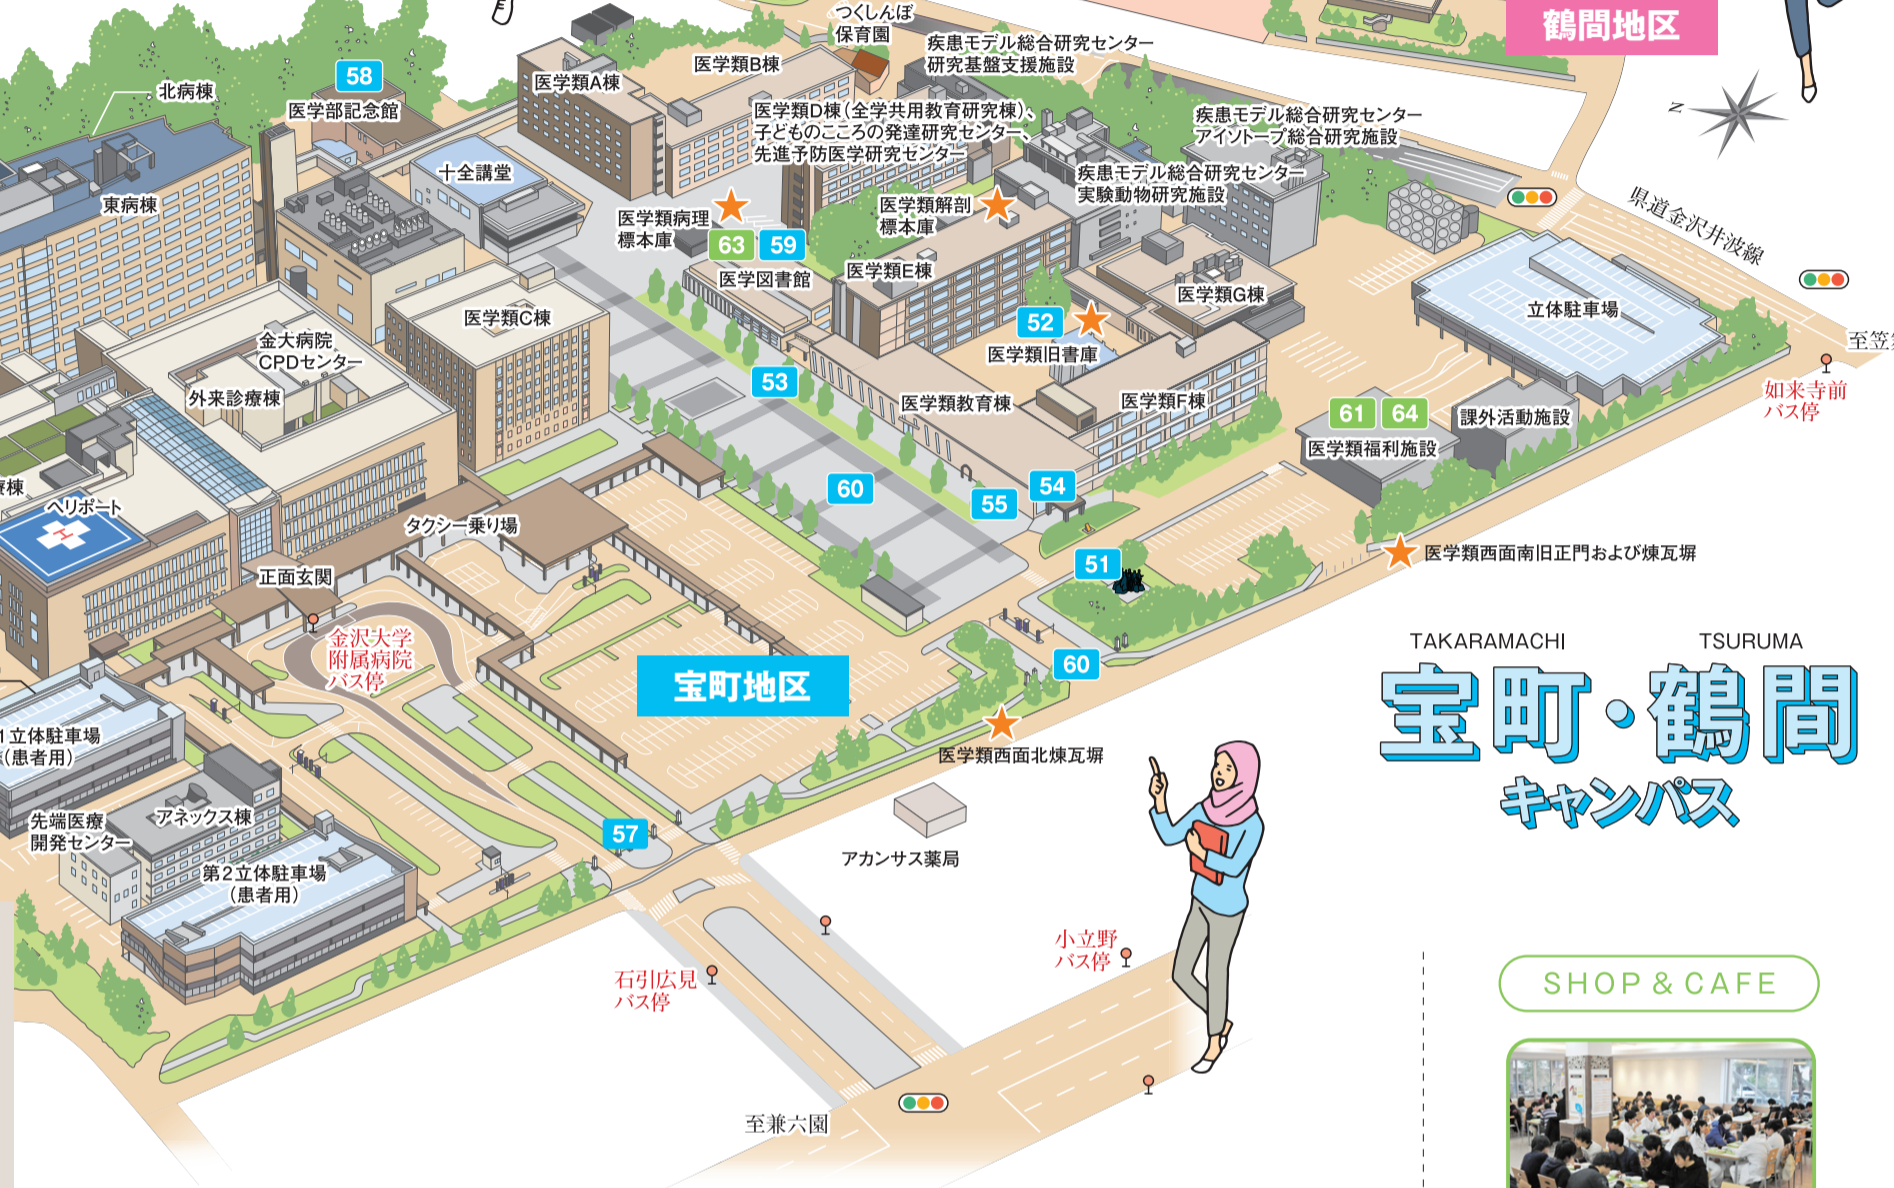 鶴間地区
つくしんぼ
保育園
疾患モデル総合研究センター
研究基盤支援施設
医学類B棟
医学類A棟
58
北病棟
医学部記念館
医学類D棟(全学共用教育研究棟)、
子どものこころの発達研究センター、
先進予防医学研究センター
疾患モデル総合研究センター
アイソトープ総合研究施設
N
疾患モデル総合研究センター
実験動物研究施設
十全講堂
東病棟
医学類病理
標本庫
医学類解剖
標本庫
県道金沢井波線
63
59
医学図書館
医学類E棟
医学類G棟
立体駐車場
医学類C棟
52
医学類旧書庫
金大病院
CPDセンター
至笠
外来診療棟
53
医学類教育棟
医学類F棟
如来寺前
バス停
61
64
課外活動施設
医学類福利施設
療棟
ヘリポート
H
60
55
54
タクシー乗り場
51
医学類西面南旧正門および煉瓦塀
正面玄関
金沢大学
附属病院
バス停
60
宝町地区
TAKARAMACHI
TSURUMA
宝町・鶴間
キャンパス
1立体駐車場
(患者用)
医学類西面北煉瓦塀
先端医療
開発センター
アネックス棟
57
アカンサス薬局
第2立体駐車場
(患者用)
小立野
バス停
石引広見
バス停
SHOP & CAFE
至兼六園